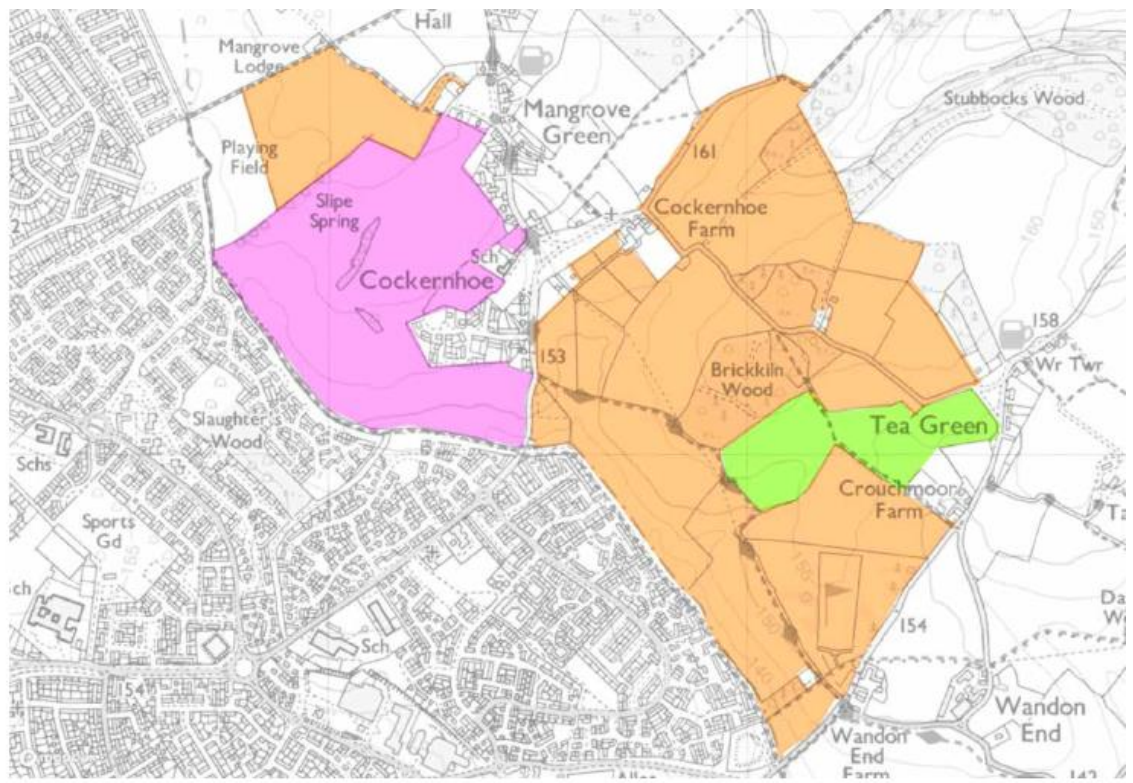 Hall
Mangrove
Lodge
Mangrove
Green
Stubbocks Wood
161
Playing
Field
Slipe
Spring
Cockernhoe
Farm
Sch
Cockernhoe
158
Wr Twr
153
Brickkiln
Wood
Slaughter's
Wood
Tea Green
Schs
Crouchmoor
Farm
Sports
Gd
Sch
Sch
154
Wandon
End
Wandon
End
Farm